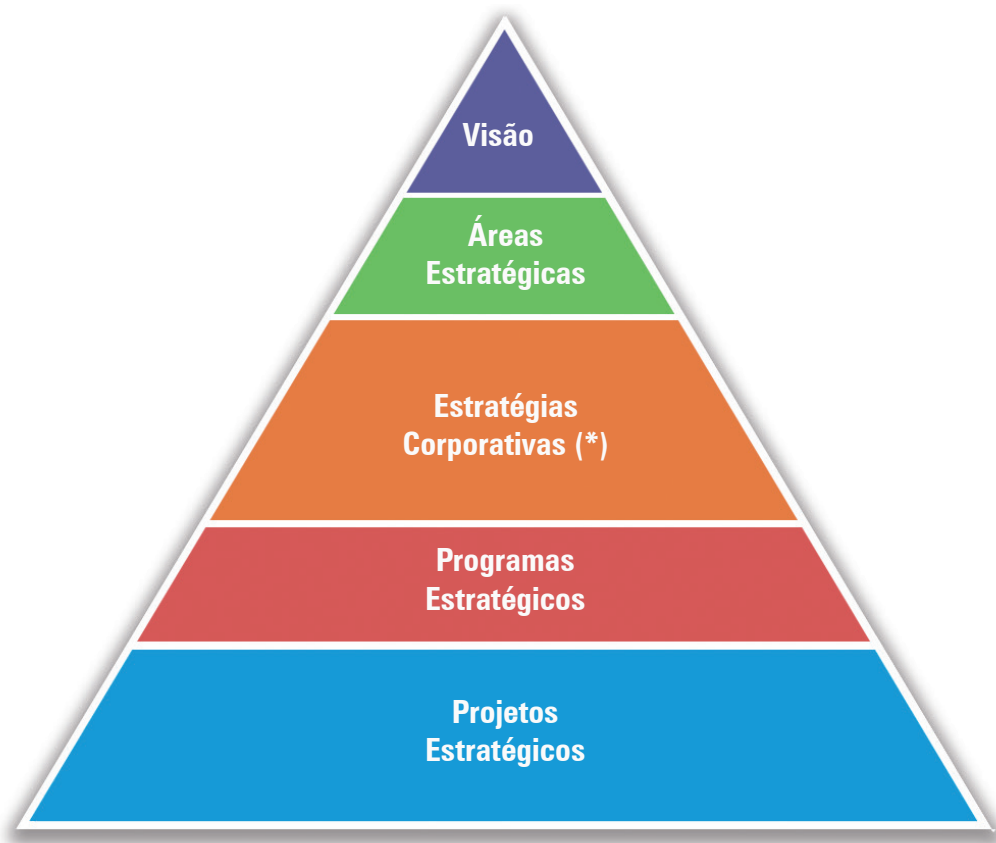 Visão
Áreas
Estratégicas
Estratégias
Corporativas (*)
Programas
Estratégicos
Projetos
Estratégicos